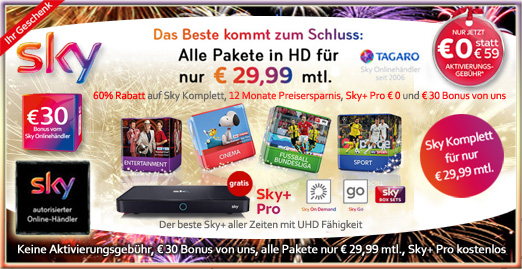 Ihr Geschenk
sky
Das Beste kommt zum Schluss:
Alle Pakete in HD für
nur € 29,99 mtl.
TAGARO
Sky Onlinehändler
seit 2006
NUR JETZT
€0 statt
€ 59
AKTIVIERUNGS-
GEBÜHR*
60% Rabatt auf Sky Komplett, 12 Monate Preisersparnis, Sky+ Pro € 0 und € 30 Bonus von uns
€30
Bonus vom
Sky Onlinehändler
ENTERTAINMENT
CINEMA
FUSSBALL
BUNDESLIGA
SPORT
Sky Komplett
für nur
€ 29,99 mtl.
sky
autorisierter
Online-Händler
gratis
Sky+
Pro
Sky On Demand
go
Sky Go
sky
BOX SETS
Der beste Sky+ aller Zeiten mit UHD Fähigkeit
Keine Aktivierungsgebühr, € 30 Bonus von uns, alle Pakete nur € 29,99 mtl., Sky+ Pro kostenlos